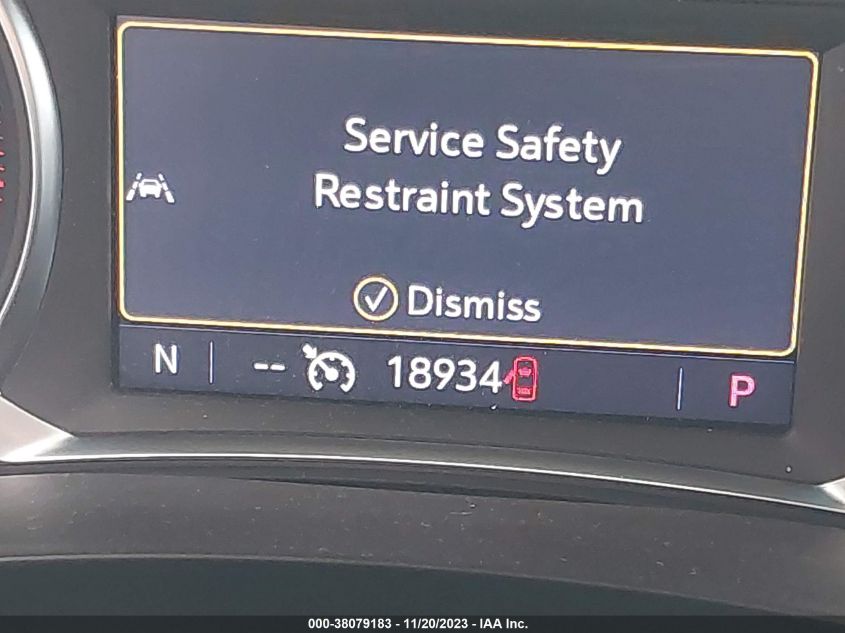 Service Safety
Restraint System
Dismiss
N -- 18934 P
000-38079183 - 11/20/2023 - IAA Inc.